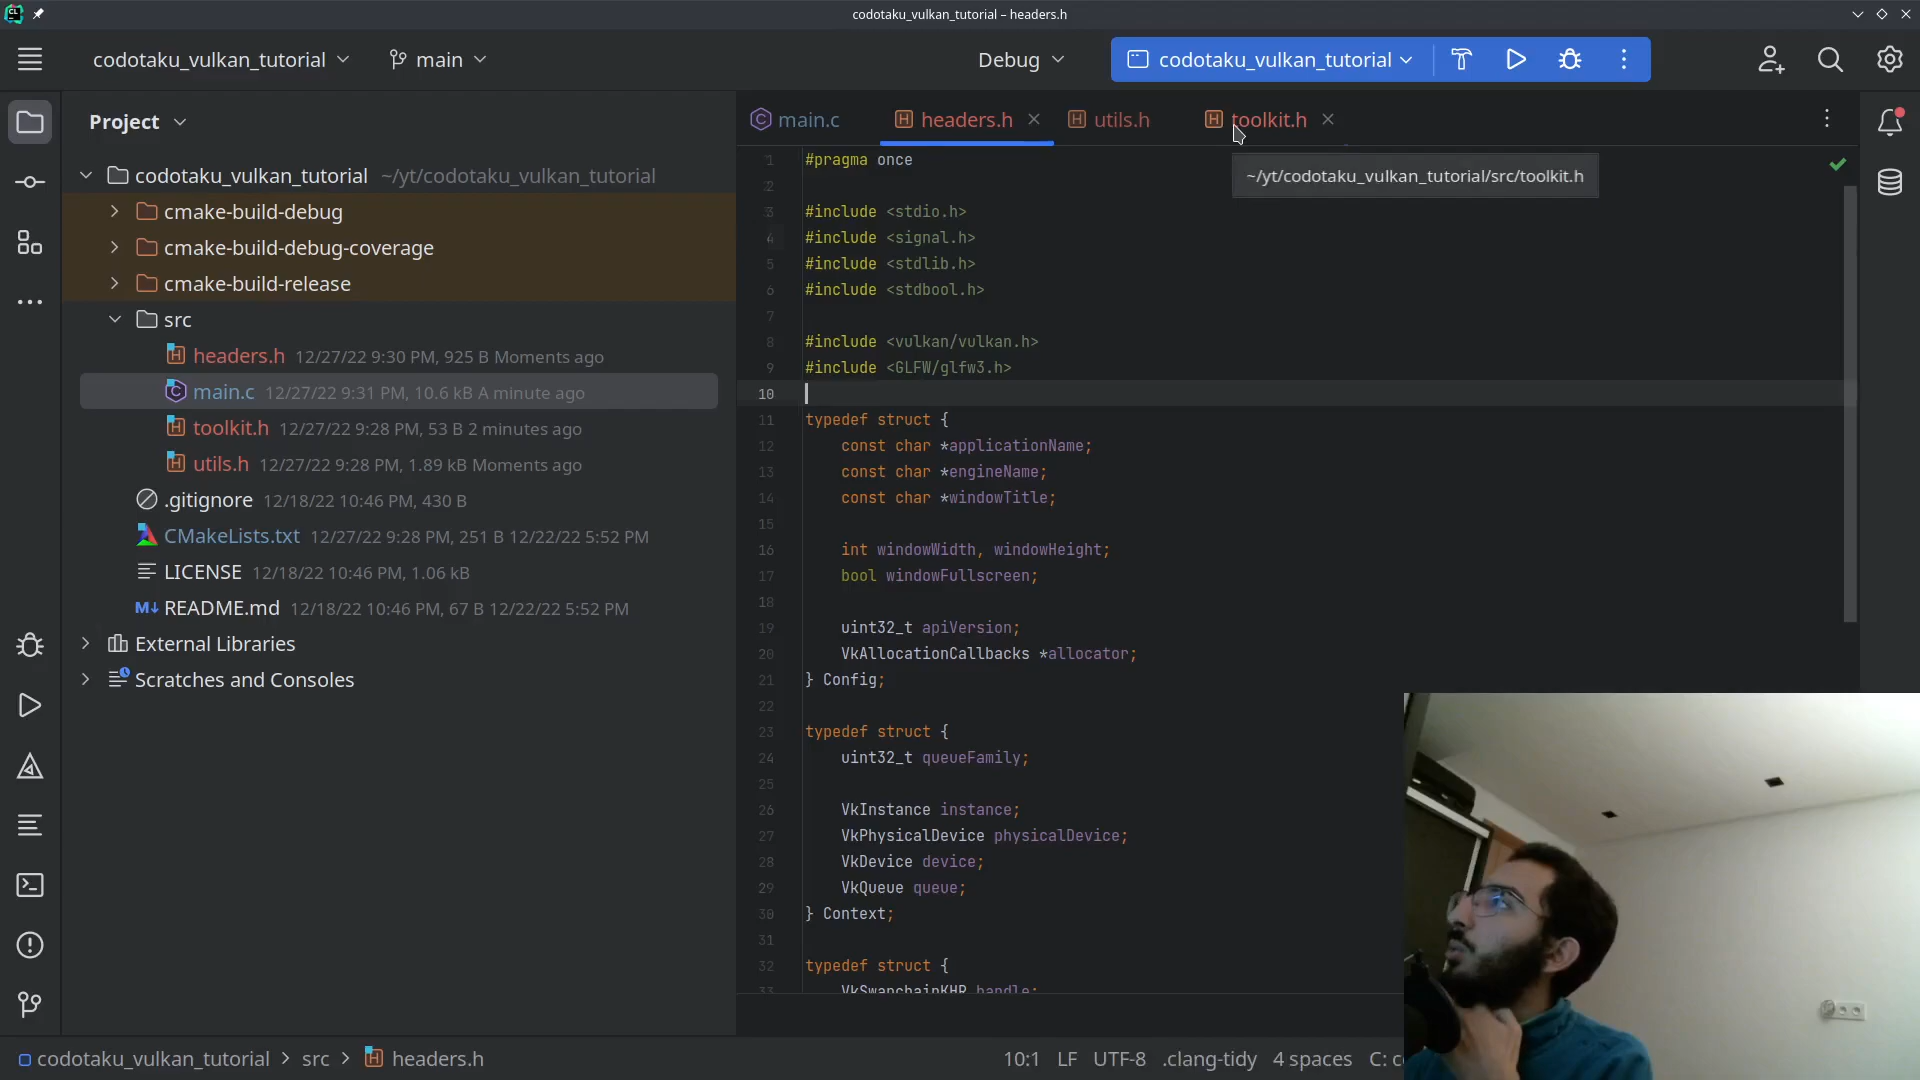 codotaku_vulkan_tutorial – headers.h
codotaku_vulkan_tutorial
main
Debug
codotaku_vulkan_tutorial
Project
main.c
headers.h
utils.h
toolkit.h
~/yt/codotaku_vulkan_tutorial/src/toolkit.h
codotaku_vulkan_tutorial ~/yt/codotaku_vulkan_tutorial
cmake-build-debug
cmake-build-debug-coverage
cmake-build-release
src
headers.h 12/27/22 9:30 PM, 925 B Moments ago
main.c 12/27/22 9:31 PM, 10.6 kB A minute ago
toolkit.h 12/27/22 9:28 PM, 53 B 2 minutes ago
utils.h 12/27/22 9:28 PM, 1.89 kB Moments ago
.gitignore 12/18/22 10:46 PM, 430 B
CMakeLists.txt 12/27/22 9:28 PM, 251 B 12/22/22 5:52 PM
LICENSE 12/18/22 10:46 PM, 1.06 kB
README.md 12/18/22 10:46 PM, 67 B 12/22/22 5:52 PM
External Libraries
Scratches and Consoles
1 #pragma once
2
3 #include <stdio.h>
4 #include <signal.h>
5 #include <stdlib.h>
6 #include <stdbool.h>
7
8 #include <vulkan/vulkan.h>
9 #include <GLFW/glfw3.h>
10
11 typedef struct {
12 const char *applicationName;
13 const char *engineName;
14 const char *windowTitle;
15
16 int windowWidth, windowHeight;
17 bool windowFullscreen;
18
19 uint32_t apiVersion;
20 VkAllocationCallbacks *allocator;
21 } Config;
22
23 typedef struct {
24 uint32_t queueFamily;
25
26 VkInstance instance;
27 VkPhysicalDevice physicalDevice;
28 VkDevice device;
29 VkQueue queue;
30 } Context;
31
32 typedef struct {
33 VkSwapchainKHR handle;
codotaku_vulkan_tutorial > src > headers.h
10:1 LF UTF-8 .clang-tidy 4 spaces C: c